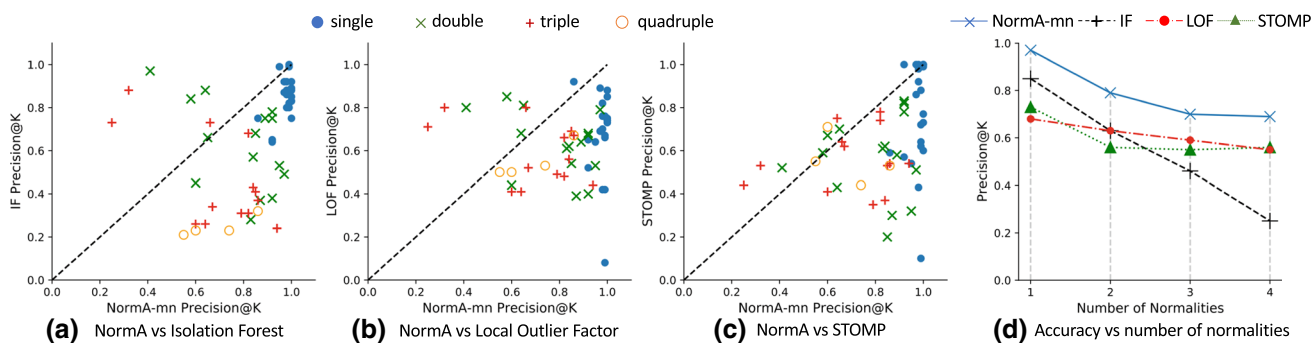 single double triple quadruple
NormA-mn IF LOF STOMP
IF Precision@K
1.0
0.8
0.6
0.4
0.2
0.0
0.0 0.2 0.4 0.6 0.8 1.0
NormA-mn Precision@K
(a) NormA vs Isolation Forest
LOF Precision@K
1.0
0.8
0.6
0.4
0.2
0.0
0.0 0.2 0.4 0.6 0.8 1.0
NormA-mn Precision@K
(b) NormA vs Local Outlier Factor
STOMP Precision@K
1.0
0.8
0.6
0.4
0.2
0.0
0.0 0.2 0.4 0.6 0.8 1.0
NormA-mn Precision@K
(c) NormA vs STOMP
Precision@K
1.0
0.8
0.6
0.4
0.2
0.0
1 2 3 4
Number of Normalities
(d) Accuracy vs number of normalities